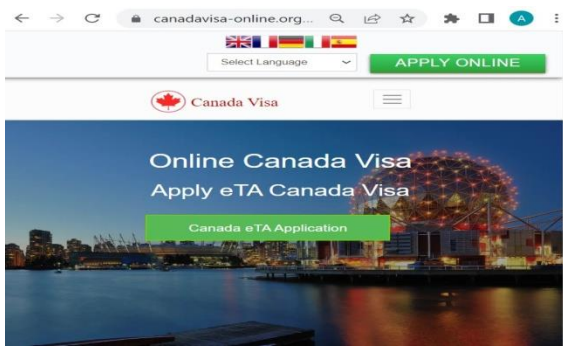 canadavisa-online.org...
A
Select Language
APPLY ONLINE
Canada Visa
Online Canada Visa
Apply eTA Canada Visa
Canada eTA Application